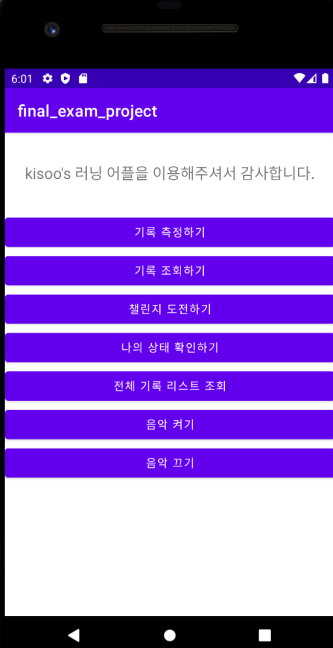 6:01
final_exam_project
kisoo's 러닝 어플을 이용해주셔서 감사합니다.
기록 측정하기
기록 조회하기
챌린지 도전하기
나의 상태 확인하기
전체 기록 리스트 조회
음악 켜기
음악 끄기